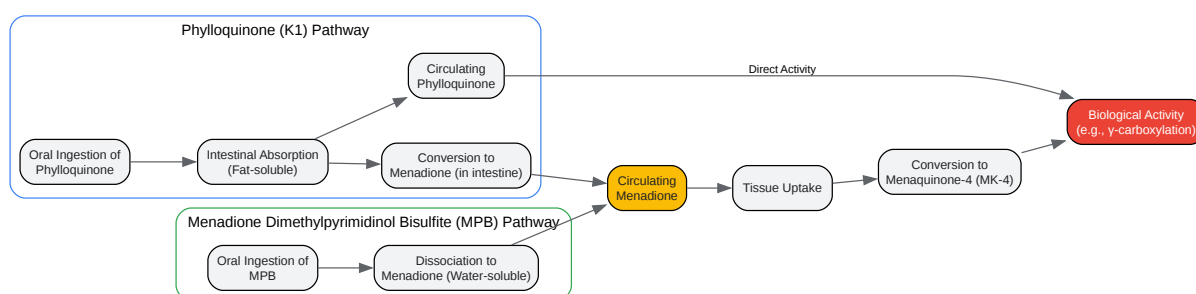 Phylloquinone (K1) Pathway
Circulating
Phylloquinone
Direct Activity
Biological Activity
(e.g., γ-carboxylation)
Oral Ingestion of
Phylloquinone
Intestinal Absorption
(Fat-soluble)
Conversion to
Menadione (in intestine)
Circulating
Menadione
Tissue Uptake
Conversion to
Menaquinone-4 (MK-4)
Menadione Dimethylpyrimidinol Bisulfite (MPB) Pathway
Oral Ingestion of
MPB
Dissociation to
Menadione (Water-soluble)